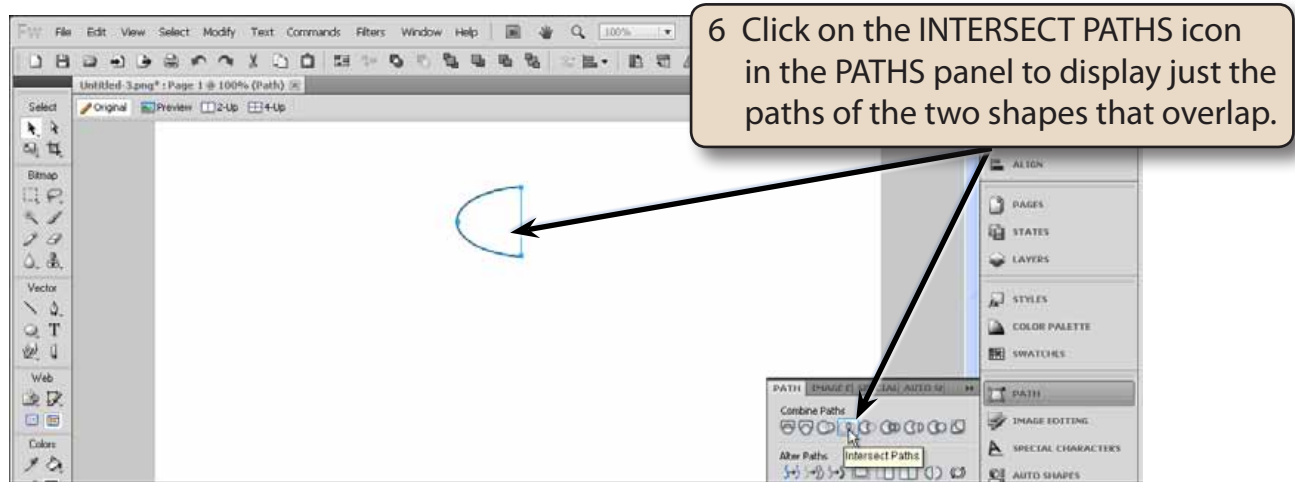 6 Click on the INTERSECT PATHS icon
in the PATHS panel to display just the
paths of the two shapes that overlap.
Fw File Edit View Select Modify Text Commands Filters Window Help 100%
Untitled-3.png* : Page 1 @ 100% (Path)
Select Original Preview 2-Up 4-Up
Bitmap
Vector
Web
Colors
ALIGN
PAGES
STATES
LAYERS
STYLES
COLOR PALETTE
SWATCHES
PATH
IMAGE EDITING
SPECIAL CHARACTERS
AUTO SHAPES
PATH
Combine Paths
Alter Paths Intersect Paths